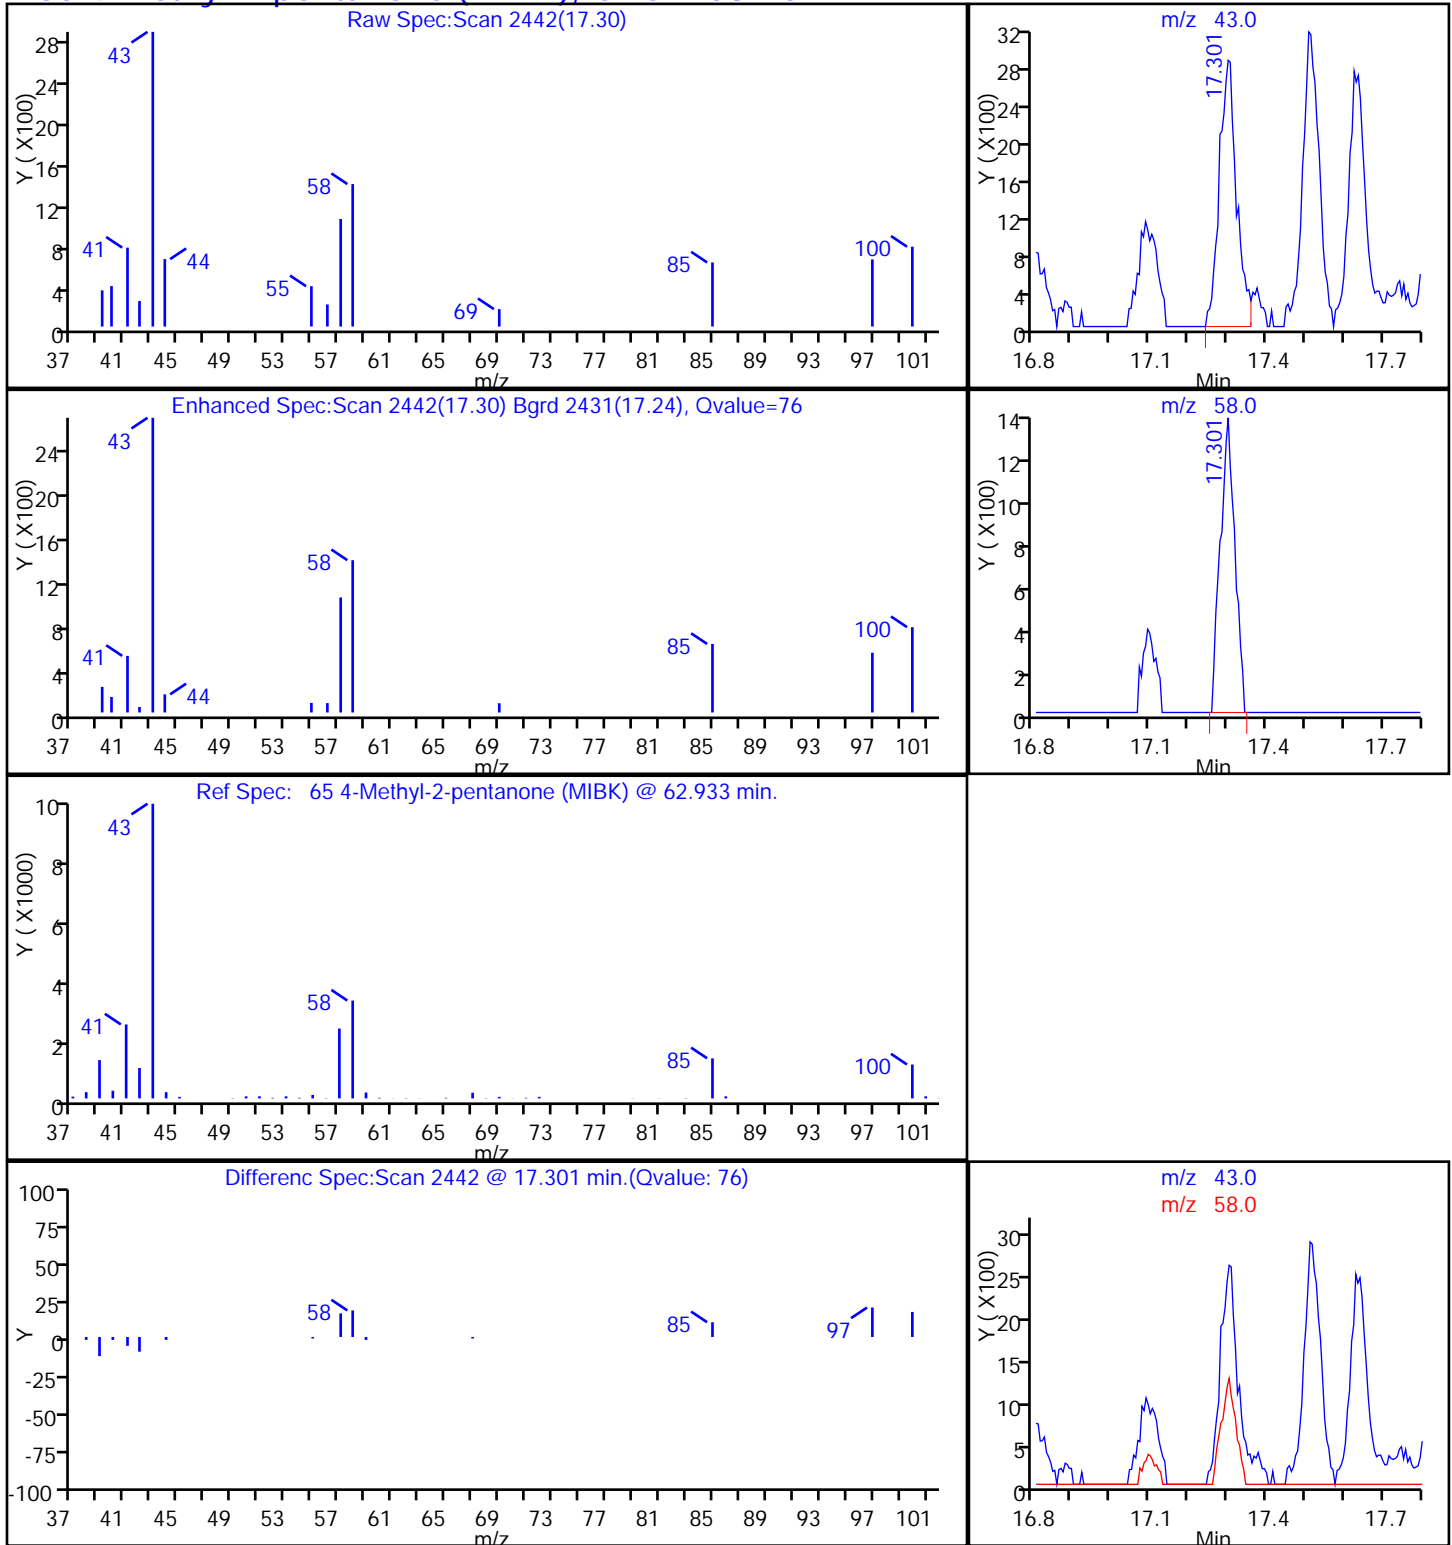 Raw Spec:Scan 2442(17.30)
Y ( X100)
28
24
20
16
12
8
4
0
43
41
44
55
58
69
85
100
37 41 45 49 53 57 61 65 69 73 77 81 85 89 93 97 101
m/z
m/z 43.0
Y ( X100)
32
28
24
20
16
12
8
4
0
17.301
16.8 17.1 17.4 17.7
Min
Enhanced Spec:Scan 2442(17.30) Bgrd 2431(17.24), Qvalue=76
Y ( X100)
24
20
16
12
8
4
0
43
41
44
58
85
100
37 41 45 49 53 57 61 65 69 73 77 81 85 89 93 97 101
m/z
m/z 58.0
Y ( X100)
14
12
10
8
6
4
2
0
17.301
16.8 17.1 17.4 17.7
Min
Ref Spec: 65 4-Methyl-2-pentanone (MIBK) @ 62.933 min.
Y ( X1000)
10
8
6
4
2
0
43
41
58
85
100
37 41 45 49 53 57 61 65 69 73 77 81 85 89 93 97 101
m/z
Differenc Spec:Scan 2442 @ 17.301 min.(Qvalue: 76)
Y
100
75
50
25
0
-25
-50
-75
-100
58
85
97
37 41 45 49 53 57 61 65 69 73 77 81 85 89 93 97 101
m/z
m/z 43.0
m/z 58.0
Y ( X100)
30
25
20
15
10
5
0
16.8 17.1 17.4 17.7
Min